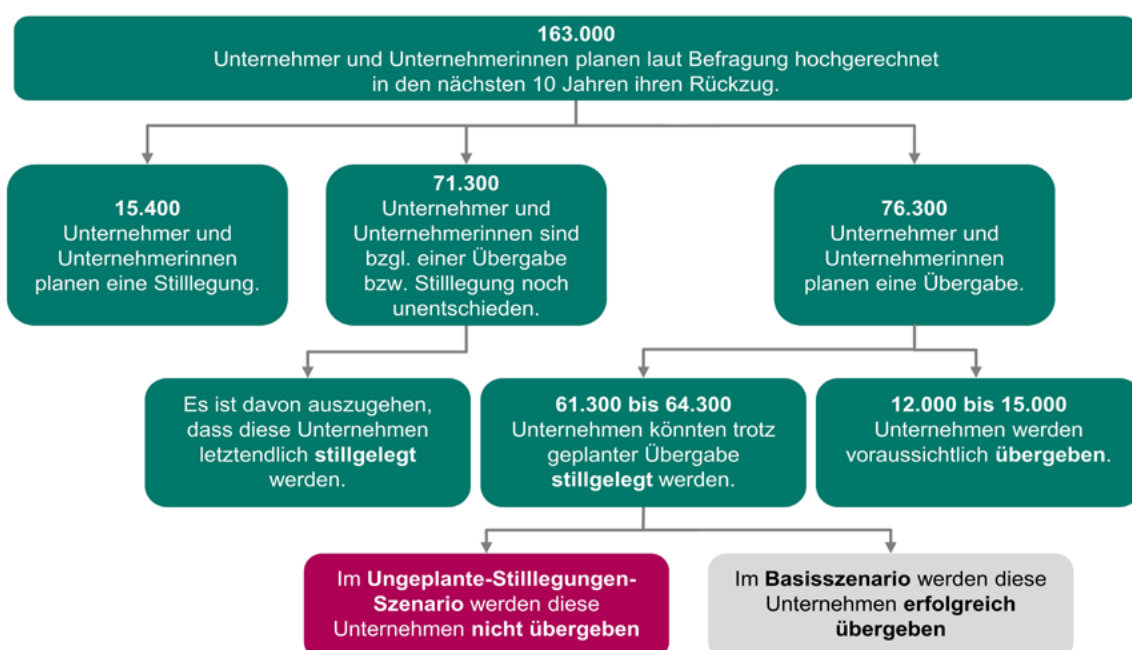 163.000
Unternehmer und Unternehmerinnen planen laut Befragung hochgerechnet
in den nächsten 10 Jahren ihren Rückzug.
15.400
Unternehmer und
Unternehmerinnen
planen eine Stilllegung.
71.300
Unternehmer und
Unternehmerinnen sind
bzgl. einer Übergabe
bzw. Stilllegung noch
unentschieden.
76.300
Unternehmer und
Unternehmerinnen
planen eine Übergabe.
Es ist davon auszugehen,
dass diese Unternehmen
letztendlich stillgelegt
werden.
61.300 bis 64.300
Unternehmen könnten trotz
geplanter Übergabe
stillgelegt werden.
12.000 bis 15.000
Unternehmen werden
voraussichtlich übergeben.
Im Ungeplante-Stilllegungen-
Szenario werden diese
Unternehmen nicht übergeben
Im Basisszenario werden diese
Unternehmen erfolgreich
übergeben